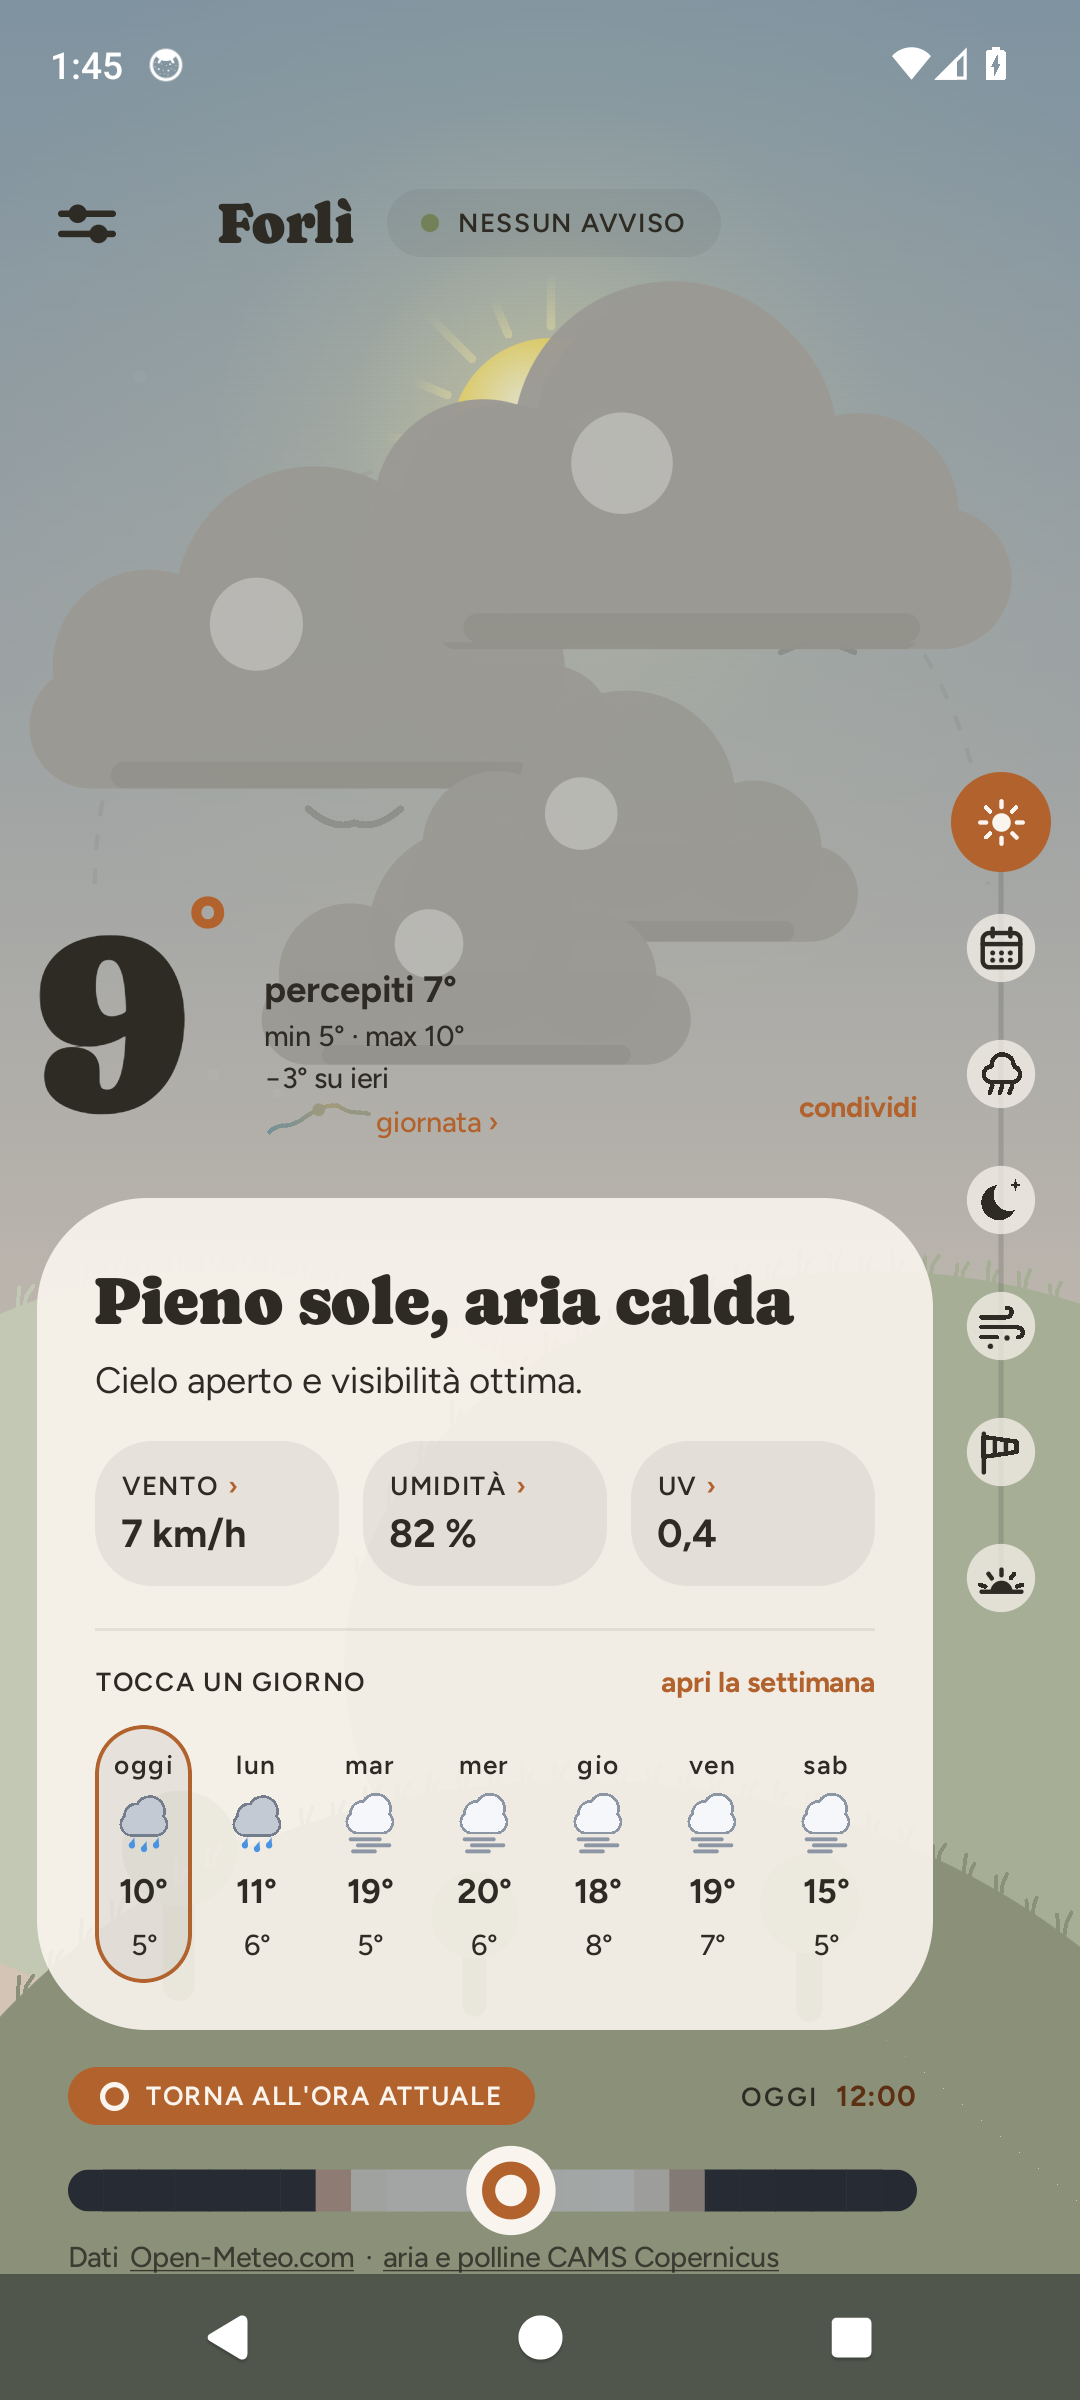 1:45
Forlì
NESSUN AVVISO
9°
percepiti 7°
min 5° · max 10°
−3° su ieri
giornata ›
condividi
Pieno sole, aria calda
Cielo aperto e visibilità ottima.
VENTO › UMIDITÀ › UV ›
7 km/h 82 % 0,4
TOCCA UN GIORNO apri la settimana
oggi lun mar mer gio ven sab
10° 11° 19° 20° 18° 19° 15°
5° 6° 5° 6° 8° 7° 5°
TORNA ALL'ORA ATTUALE OGGI 12:00
Dati Open-Meteo.com · aria e polline CAMS Copernicus